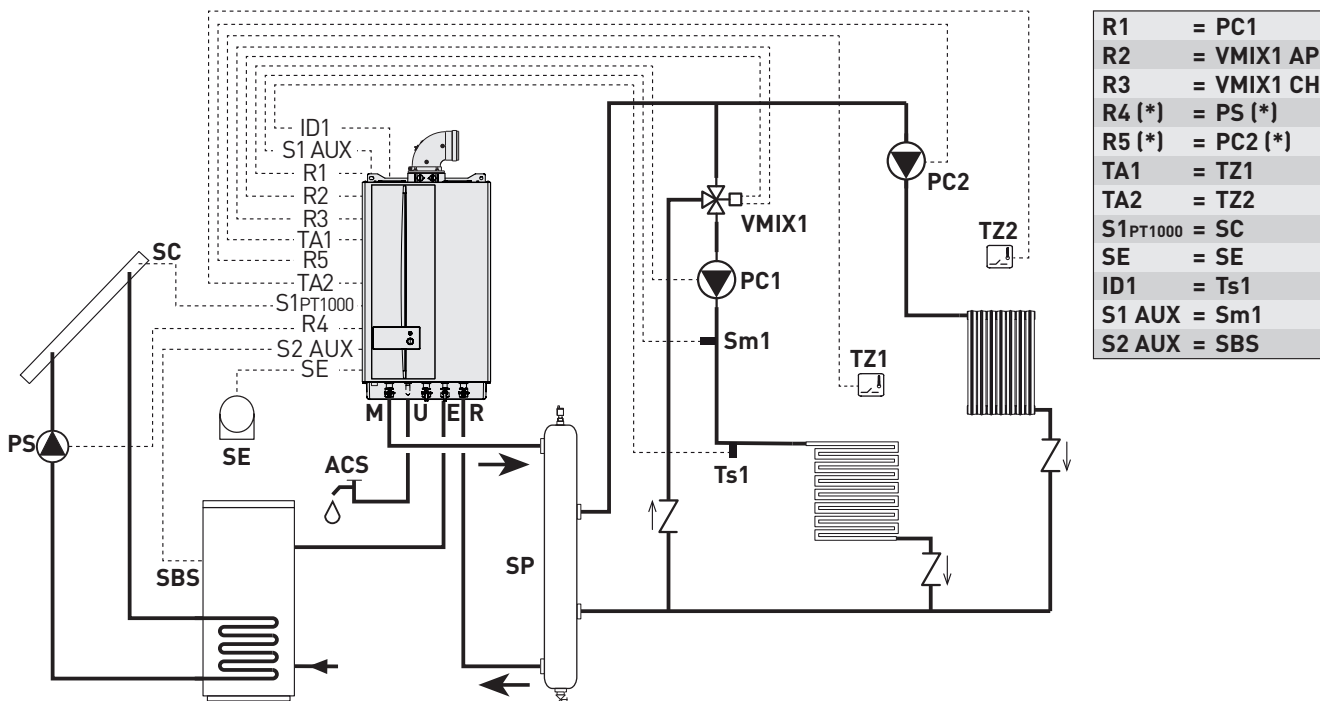 ID1
S1 AUX
R1
R2
R3
TA1
R5
TA2
S1PT1000
R4
S2 AUX
SE
SC
PS
SE
SBS
ACS
M U E R
SP
VMIX1
PC1
Sm1
Ts1
TZ1
PC2
TZ2
R1 = PC1
R2 = VMIX1 AP
R3 = VMIX1 CH
R4 (*) = PS (*)
R5 (*) = PC2 (*)
TA1 = TZ1
TA2 = TZ2
S1PT1000 = SC
SE = SE
ID1 = Ts1
S1 AUX = Sm1
S2 AUX = SBS